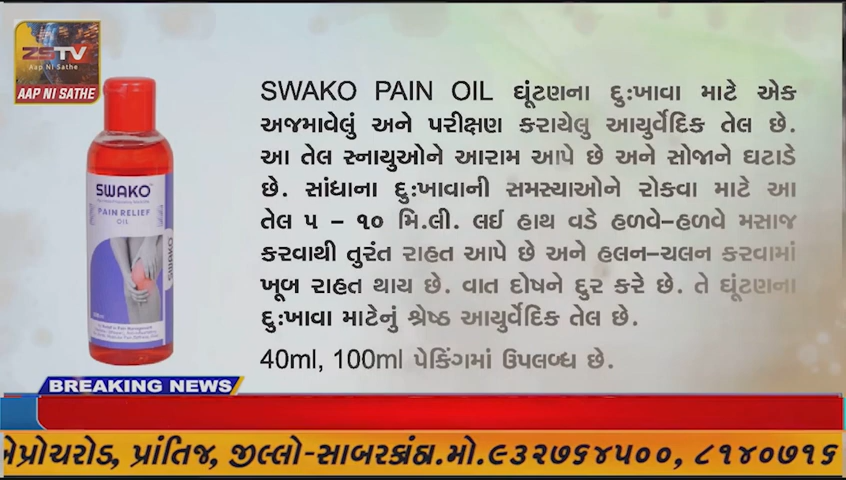 ZSTV
Aap Ni Sathe
AAP NI SATHE
SWAKO
PAIN RELIEF
OIL
SWAKO
SWAKO PAIN OIL ઘૂંટણના દુઃખાવા માટે એક
અજમાવેલું અને પરીક્ષણ કરાયેલુ આયુર્વેદિક તેલ છે.
આ તેલ સ્નાયુઓને આરામ આપે છે અને સોજાને ઘટાડે
છે. સાંધાના દુઃખાવાની સમસ્યાઓને રોકવા માટે આ
તેલ ૫ – ૧૦ મિ.લી. લઈ હાથ વડે હળવે–હળવે મસાજ
કરવાથી તુરંત રાહત આપે છે અને હલન–ચલન કરવામાં
ખૂબ રાહત થાય છે. વાત દોષને દુર કરે છે. તે ઘૂંટણના
દુઃખાવા માટેનું શ્રેષ્ઠ આયુર્વેદિક તેલ છે.
40ml, 100ml પેકિંગમાં ઉપલબ્ધ છે.
BREAKING NEWS
એપ્રોચરોડ, પ્રાંતિજ, જીલ્લો-સાબરકાંઠા.મો.૯૩૨૭૬૪૫૦૦, ૮૧૪૦૭૧૬